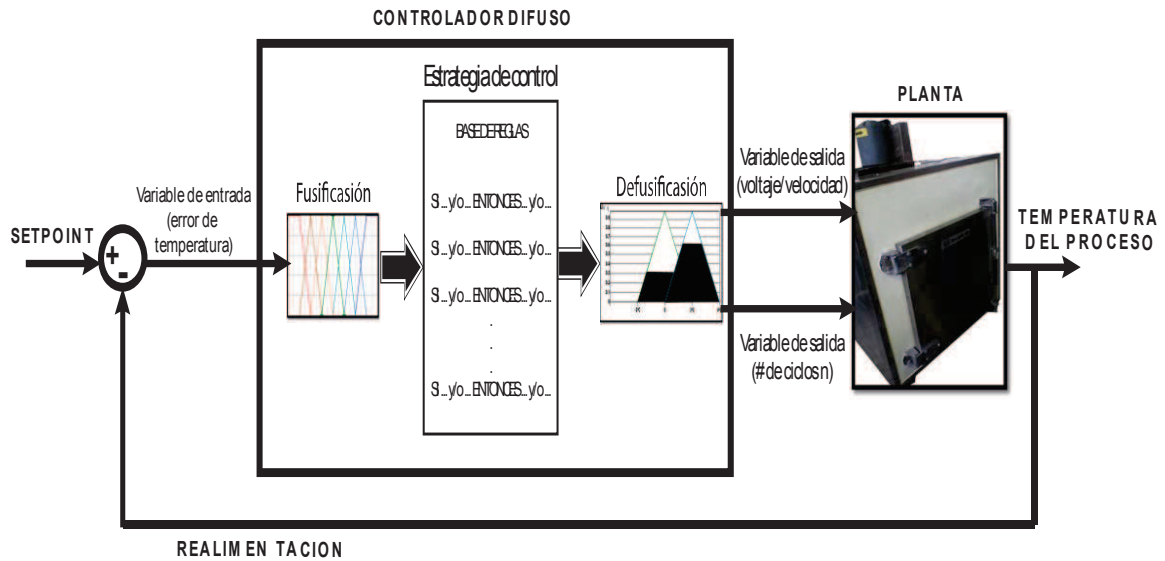 CONTROLADOR DIFUSO
Estrategia de control
BASE DE REGLAS
SI...y/o...ENTONCES...y/o...
SI...y/o...ENTONCES...y/o...
SI...y/o...ENTONCES...y/o...
.
.
.
SI...y/o...ENTONCES...y/o...
Fusificación
Defusificación
SETPOINT
+
-
Variable de entrada
(error de
temperatura)
Variable de salida
(voltaje/velocidad)
Variable de salida
(# de ciclos n)
PLANTA
TEMPERATURA
DEL PROCESO
REALIMENTACION